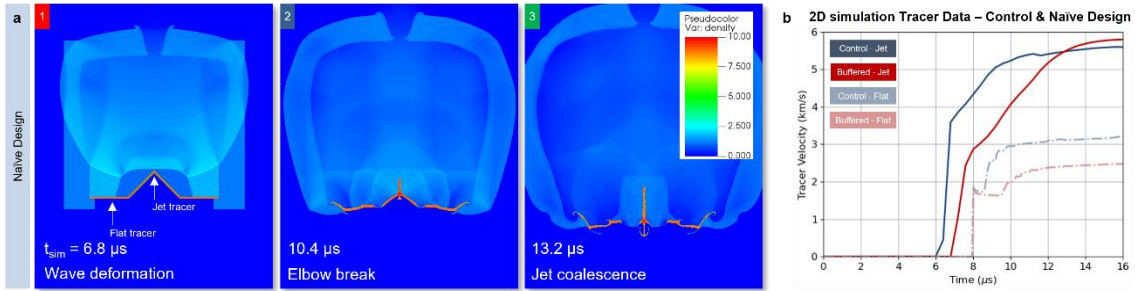 a
Naïve Design
1
Jet tracer
Flat tracer
t_sim = 6.8 µs
Wave deformation
2
10.4 µs
Elbow break
3
Pseudocolor
Var: density
10.00
7.500
5.000
2.500
0.000
13.2 µs
Jet coalescence
b
2D simulation Tracer Data – Control & Naïve Design
Tracer Velocity (km/s)
6
5
4
3
2
1
0
Control - Jet
Buffered - Jet
Control - Flat
Buffered - Flat
0 2 4 6 8 10 12 14 16
Time (µs)